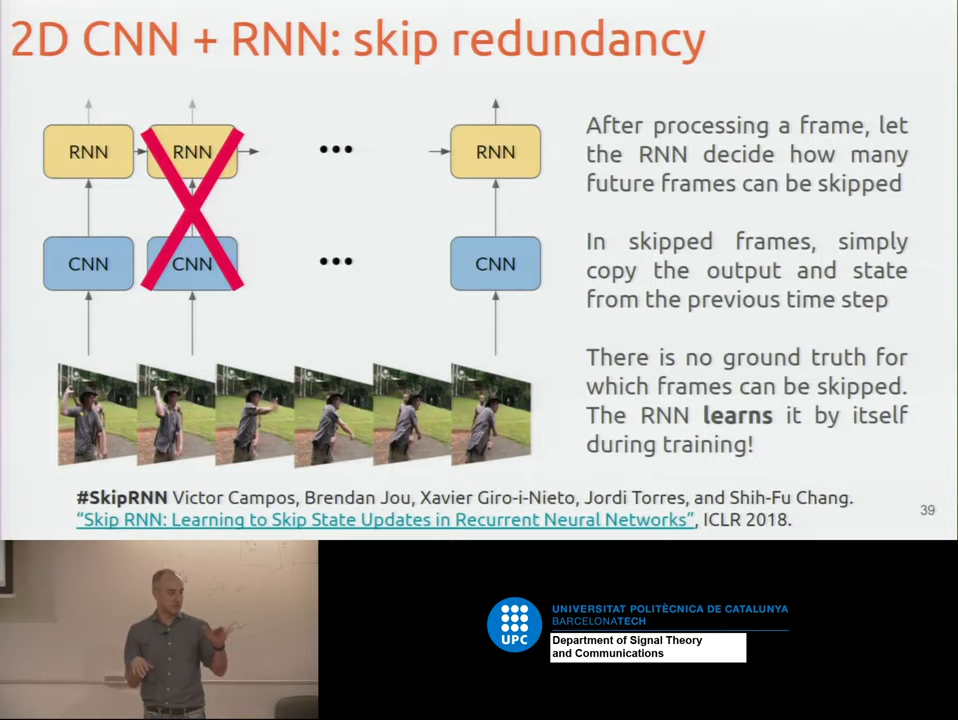 2D CNN + RNN: skip redundancy
RNN
RNN
•••
RNN
CNN
CNN
•••
CNN
After processing a frame, let
the RNN decide how many
future frames can be skipped
In skipped frames, simply
copy the output and state
from the previous time step
There is no ground truth for
which frames can be skipped.
The RNN learns it by itself
during training!
#SkipRNN Victor Campos, Brendan Jou, Xavier Giro-i-Nieto, Jordi Torres, and Shih-Fu Chang.
“Skip RNN: Learning to Skip State Updates in Recurrent Neural Networks”, ICLR 2018.
39
UPC
UNIVERSITAT POLITÈCNICA DE CATALUNYA
BARCELONATECH
Department of Signal Theory
and Communications